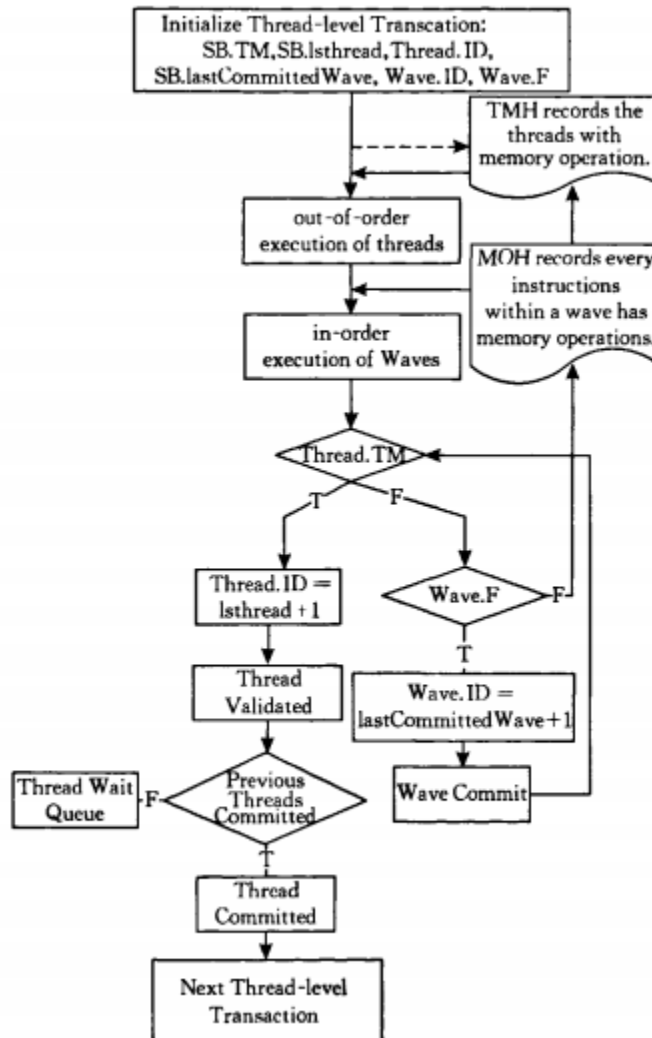 Initialize Thread-level Transcation:
SB.TM,SB.lsthread,Thread.ID,
SB.lastCommittedWave, Wave.ID, Wave.F
TMH records the
threads with
memory operation.
out-of-order
execution of threads
MOH records every
instructions
within a wave has
memory operations.
in-order
execution of Waves
Thread.TM
T
F
Thread.ID=
lsthread+1
Wave.F
F
T
Thread
Validated
Wave.ID=
lastCommittedWave+1
Thread Wait
Queue
F
Previous
Threads
Committed
Wave Commit
T
Thread
Committed
Next Thread-level
Transaction